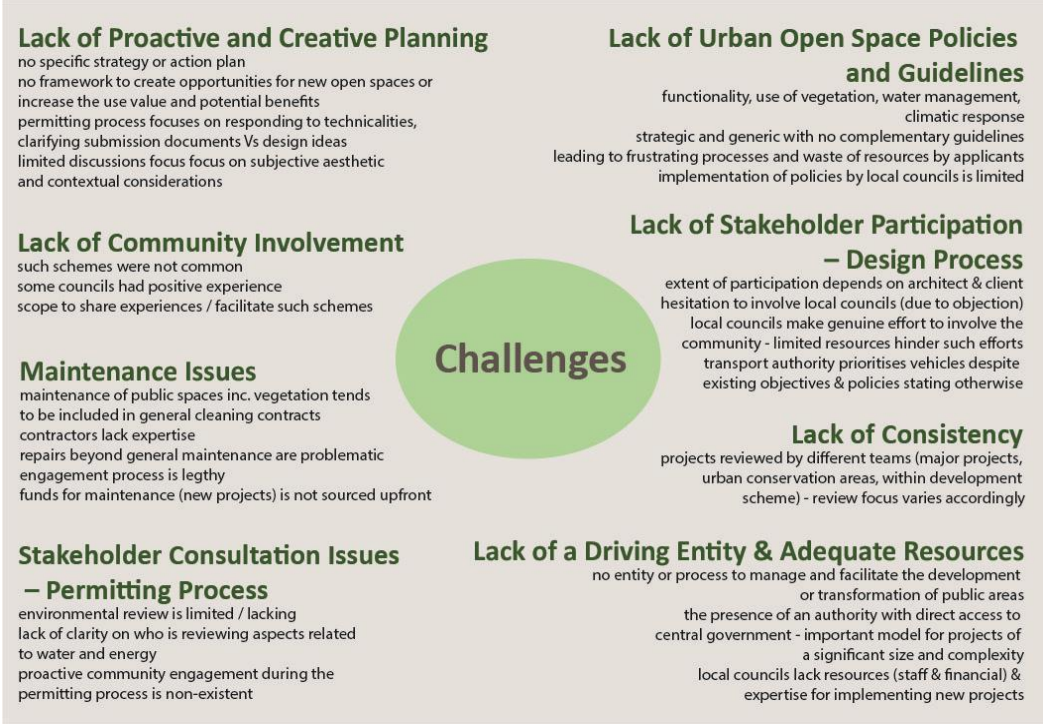 Lack of Proactive and Creative Planning
no specific strategy or action plan
no framework to create opportunities for new open spaces or
increase the use value and potential benefits
permitting process focuses on responding to technicalities,
clarifying submission documents Vs design ideas
limited discussions focus focus on subjective aesthetic
and contextual considerations
Lack of Community Involvement
such schemes were not common
some councils had positive experience
scope to share experiences / facilitate such schemes
Maintenance Issues
maintenance of public spaces inc. vegetation tends
to be included in general cleaning contracts
contractors lack expertise
repairs beyond general maintenance are problematic
engagement process is legthy
funds for maintenance (new projects) is not sourced upfront
Stakeholder Consultation Issues
– Permitting Process
environmental review is limited / lacking
lack of clarity on who is reviewing aspects related
to water and energy
proactive community engagement during the
permitting process is non-existent
Challenges
Lack of Urban Open Space Policies
and Guidelines
functionality, use of vegetation, water management,
climatic response
strategic and generic with no complementary guidelines
leading to frustrating processes and waste of resources by applicants
implementation of policies by local councils is limited
Lack of Stakeholder Participation
– Design Process
extent of participation depends on architect & client
hesitation to involve local councils (due to objection)
local councils make genuine effort to involve the
community - limited resources hinder such efforts
transport authority prioritises vehicles despite
existing objectives & policies stating otherwise
Lack of Consistency
projects reviewed by different teams (major projects,
urban conservation areas, within development
scheme) - review focus varies accordingly
Lack of a Driving Entity & Adequate Resources
no entity or process to manage and facilitate the development
or transformation of public areas
the presence of an authority with direct access to
central government - important model for projects of
a significant size and complexity
local councils lack resources (staff & financial) &
expertise for implementing new projects